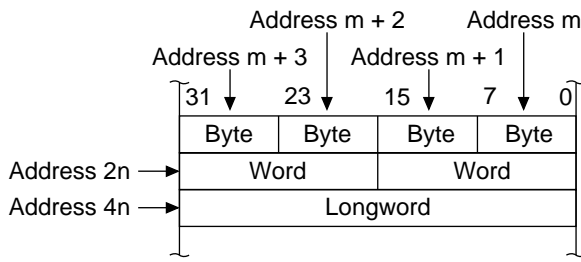 Address m + 2 Address m
Address m + 3 Address m + 1
31 23 15 7 0
Byte Byte Byte Byte
Address 2n Word Word
Address 4n Longword